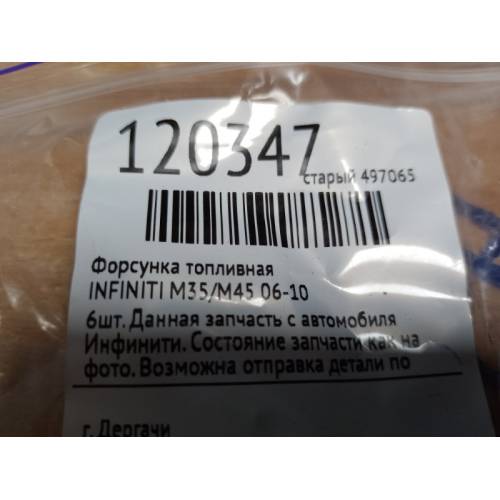 120347
старый 497065
Форсунка топливная
INFINITI M35/M45 06-10
6шт. Данная запчасть с автомобиля
Инфинити. Состояние запчасти как на
фото. Возможна отправка детали по
г. Дергачи